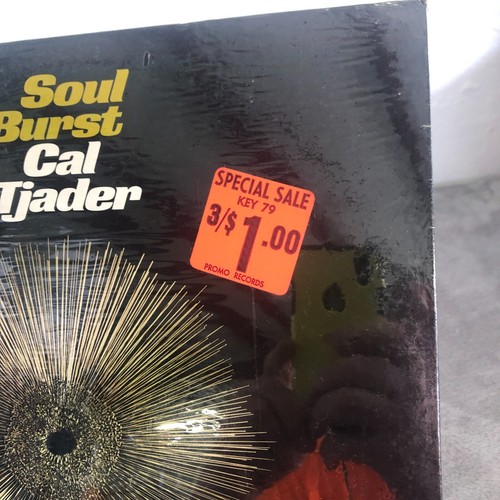 Soul
Burst
Cal
Tjader
SPECIAL SALE
KEY 79
3/$1.00
PROMO RECORDS